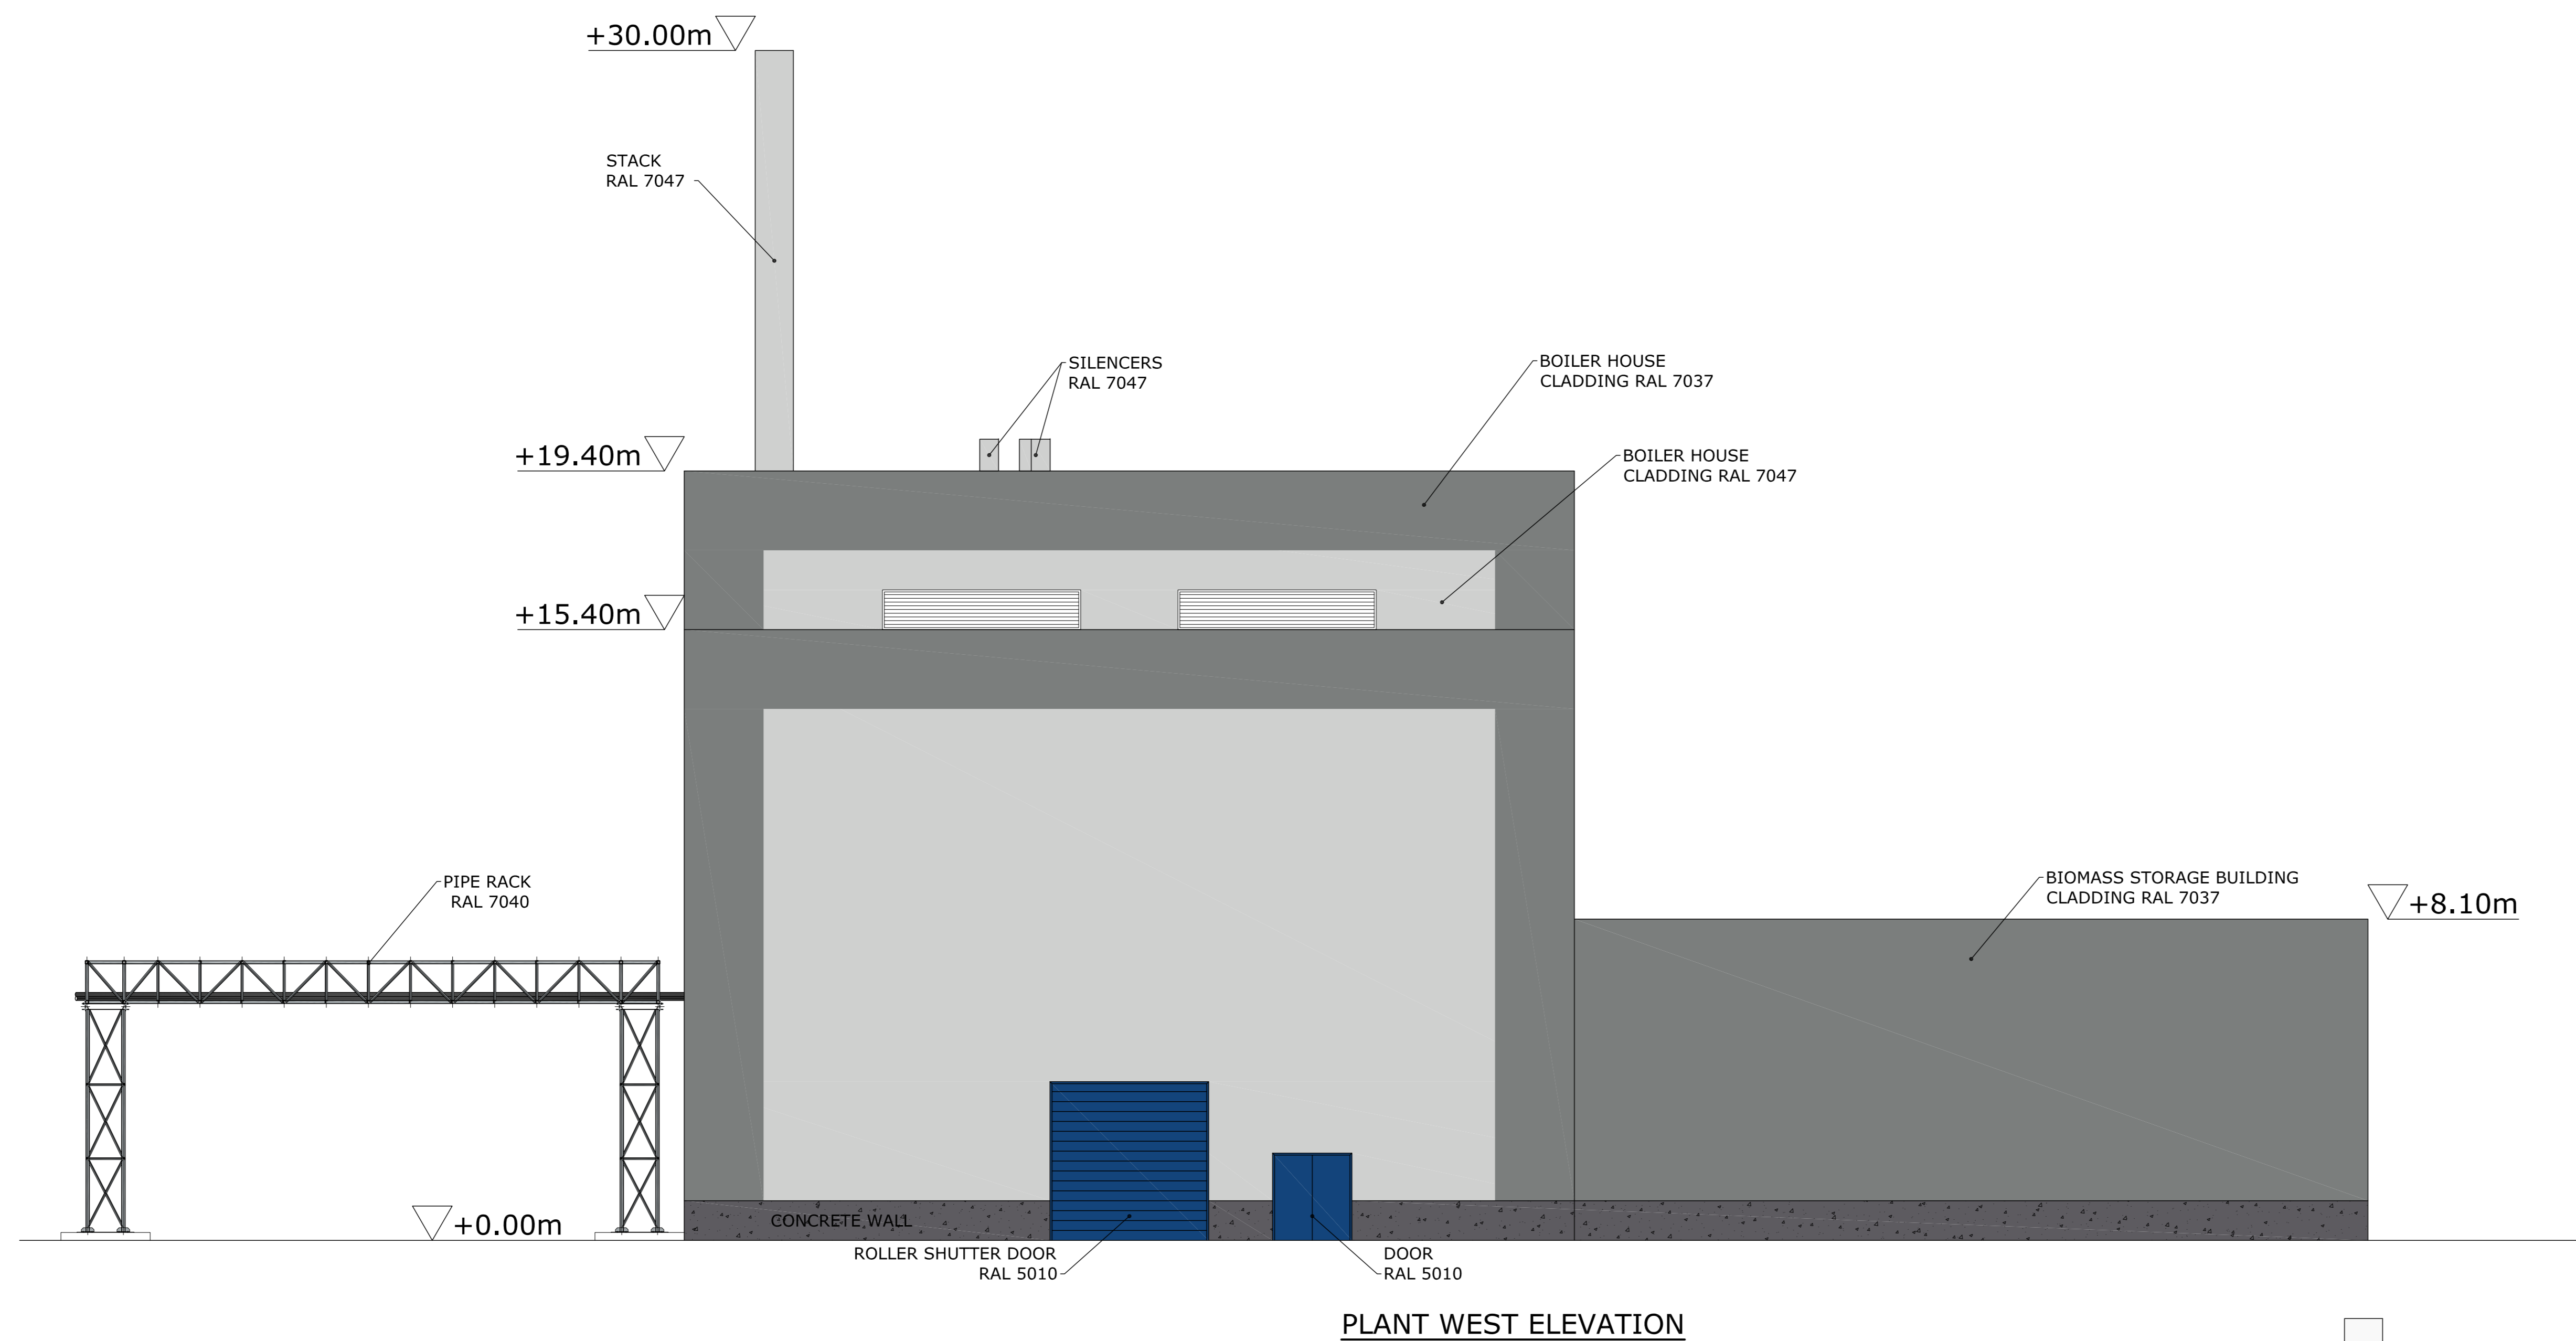 +30.00m
STACK
RAL 7047
SILENCERS
RAL 7047
BOILER HOUSE
CLADDING RAL 7037
+19.40m
BOILER HOUSE
CLADDING RAL 7047
+15.40m
PIPE RACK
RAL 7040
BIOMASS STORAGE BUILDING
CLADDING RAL 7037
+8.10m
+0.00m
CONCRETE WALL
ROLLER SHUTTER DOOR
RAL 5010
DOOR
RAL 5010
PLANT WEST ELEVATION